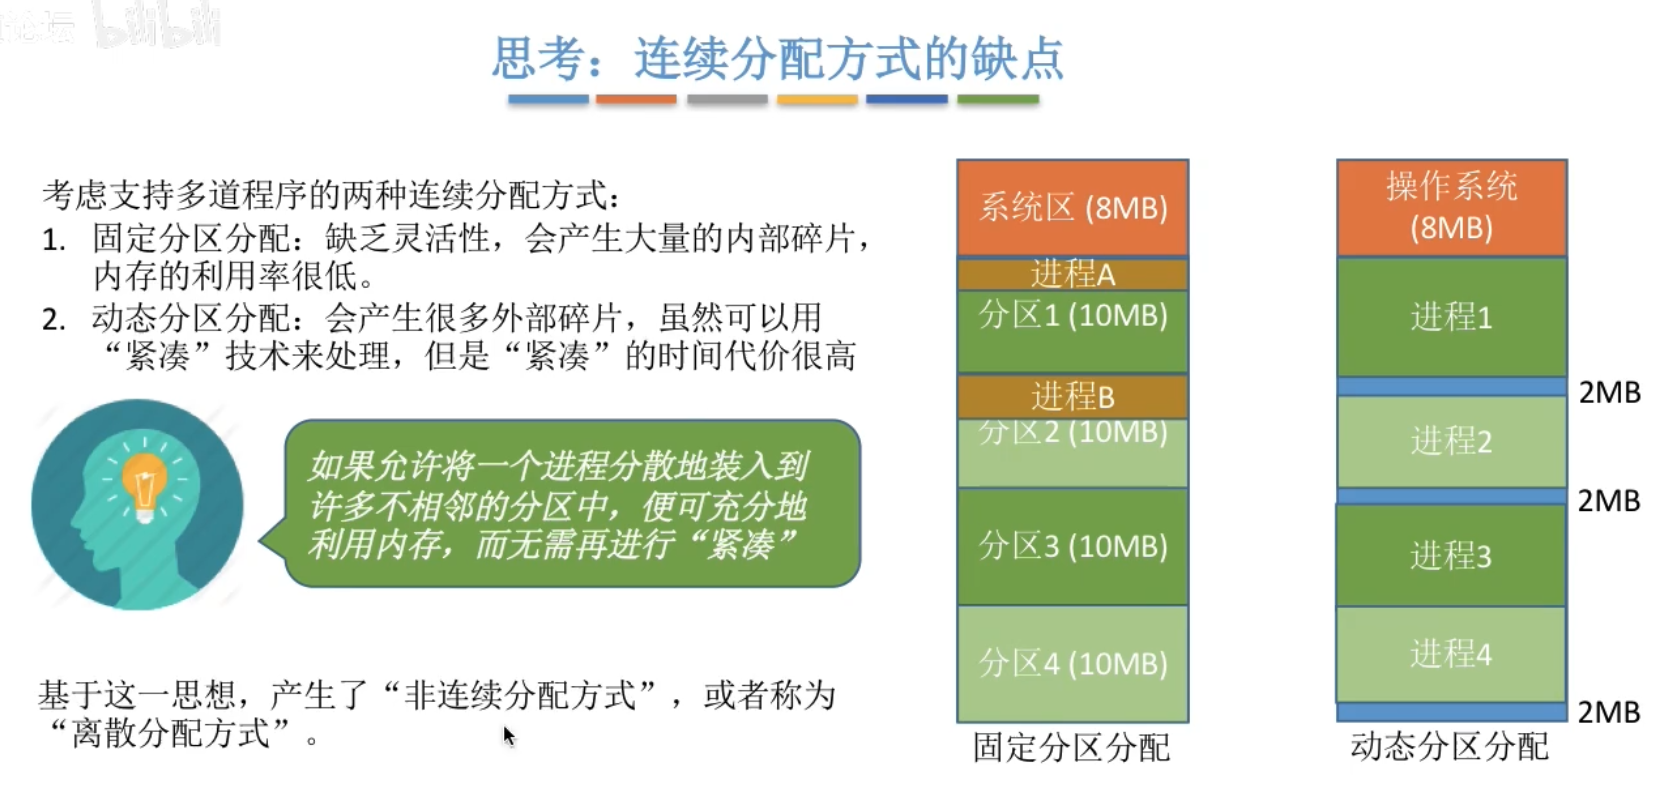 bilibili
思考：连续分配方式的缺点
考虑支持多道程序的两种连续分配方式：
1. 固定分区分配：缺乏灵活性，会产生大量的内部碎片，
内存的利用率很低。
2. 动态分区分配：会产生很多外部碎片，虽然可以用
“紧凑”技术来处理，但是“紧凑”的时间代价很高
如果允许将一个进程分散地装入到
许多不相邻的分区中，便可充分地
利用内存，而无需再进行“紧凑”
基于这一思想，产生了“非连续分配方式”，或者称为
“离散分配方式”。
系统区 (8MB)
进程A
分区1 (10MB)
进程B
分区2 (10MB)
分区3 (10MB)
分区4 (10MB)
固定分区分配
操作系统
(8MB)
进程1
2MB
进程2
2MB
进程3
进程4
2MB
动态分区分配